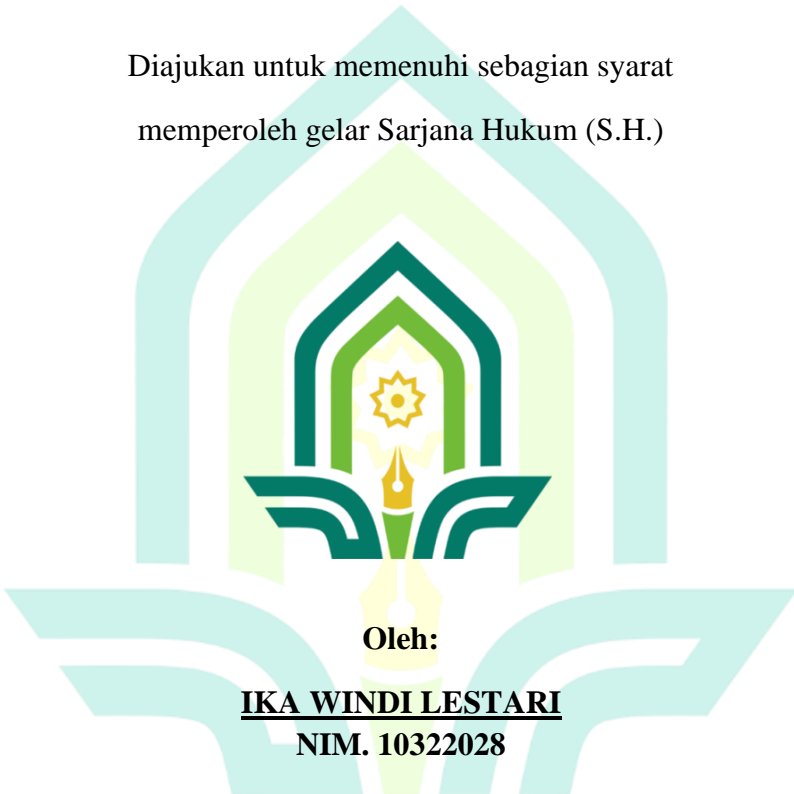 Diajukan untuk memenuhi sebagian syarat
memperoleh gelar Sarjana Hukum (S.H.)
Oleh:
IKA WINDI LESTARI
NIM. 10322028